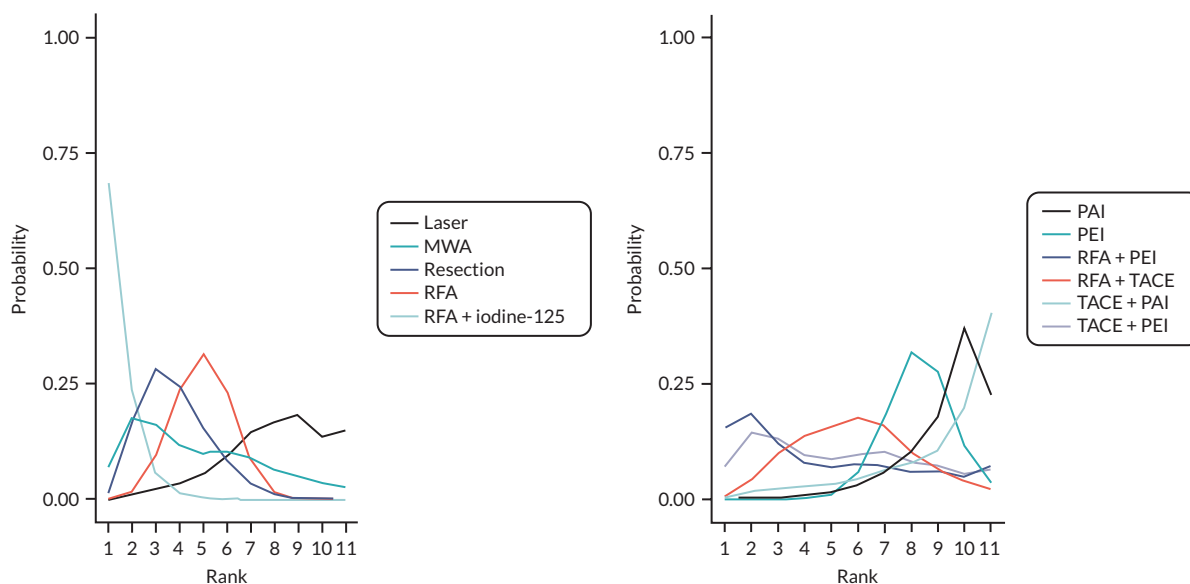 1.00
0.75
0.50
0.25
0.00
Probability
1 2 3 4 5 6 7 8 9 10 11
Rank
Laser
MWA
Resection
RFA
RFA + iodine-125
1.00
0.75
0.50
0.25
0.00
Probability
1 2 3 4 5 6 7 8 9 10 11
Rank
PAI
PEI
RFA + PEI
RFA + TACE
TACE + PAI
TACE + PEI